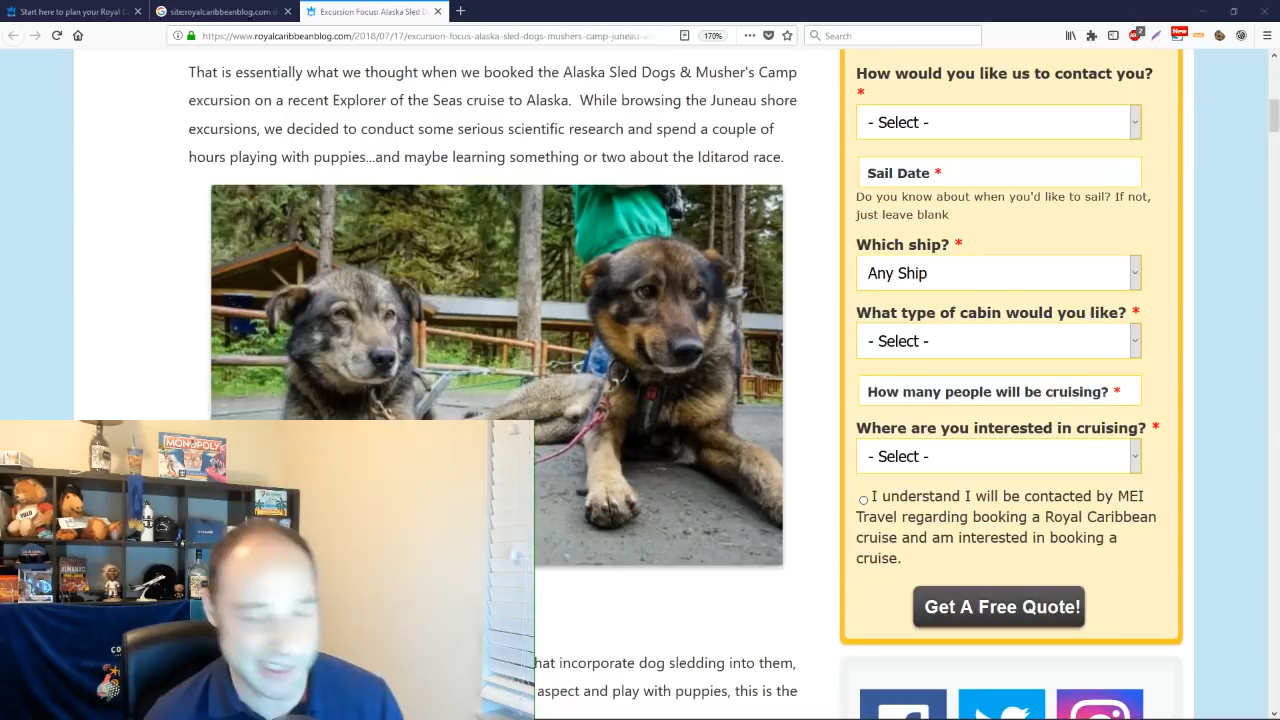 Start here to plan your Royal C
site:royalcaribbeanblog.com d
Excursion Focus: Alaska Sled D
https://www.royalcaribbeanblog.com/2018/07/17/excursion-focus-alaska-sled-dogs-mushers-camp-juneau-al
170%
Search
2
New
That is essentially what we thought when we booked the Alaska Sled Dogs & Musher's Camp
excursion on a recent Explorer of the Seas cruise to Alaska. While browsing the Juneau shore
excursions, we decided to conduct some serious scientific research and spend a couple of
hours playing with puppies...and maybe learning something or two about the Iditarod race.
hat incorporate dog sledding into them,
aspect and play with puppies, this is the
How would you like us to contact you?
*
- Select -
Sail Date *
Do you know about when you'd like to sail? If not,
just leave blank
Which ship? *
Any Ship
What type of cabin would you like? *
- Select -
How many people will be cruising? *
Where are you interested in cruising? *
- Select -
I understand I will be contacted by MEI
Travel regarding booking a Royal Caribbean
cruise and am interested in booking a
cruise.
Get A Free Quote!
MONOPOLY
ALMANAC